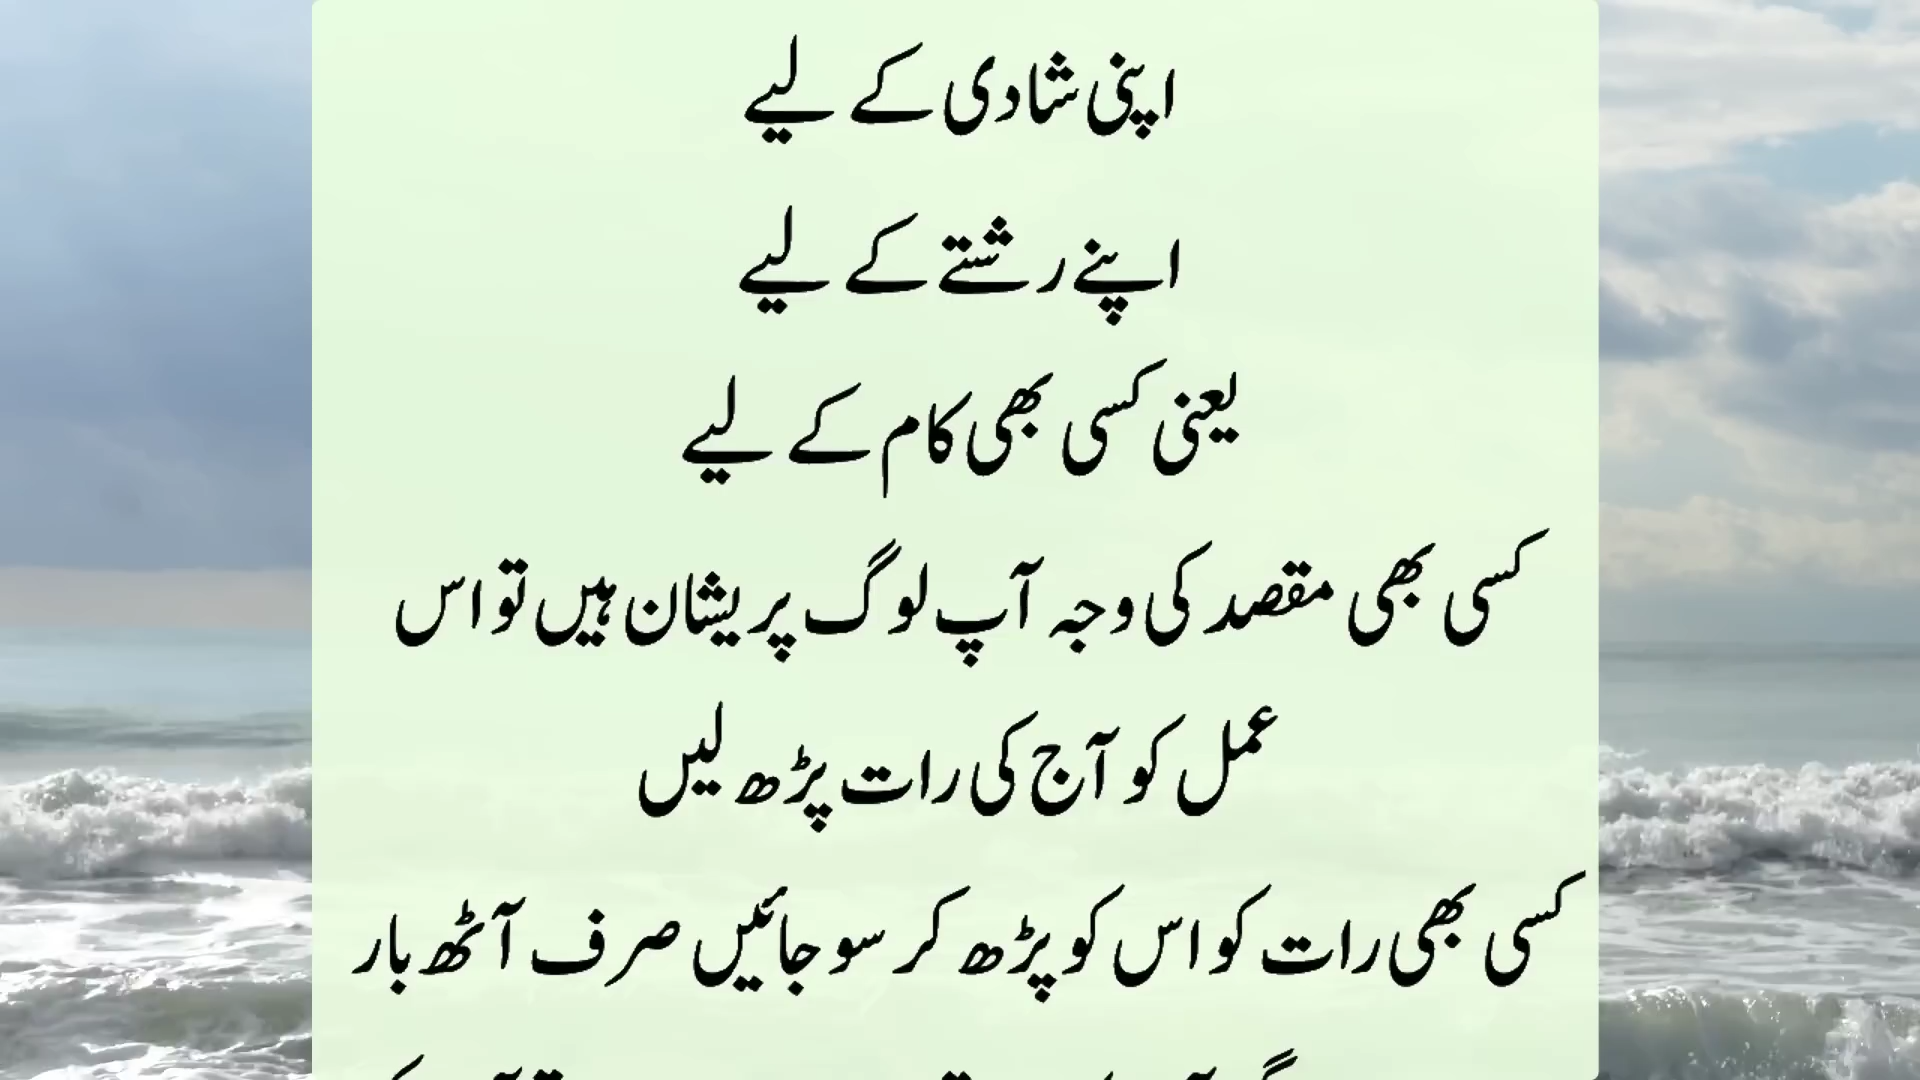 اپنی شادی کے لیے
اپنے رشتے کے لیے
یعنی کسی بھی کام کے لیے
کسی بھی مقصد کی وجہ آپ لوگ پریشان ہیں تو اس
عمل کو آج کی رات پڑھ لیں
کسی بھی رات کو اس کو پڑھ کر سو جائیں صرف آٹھ بار